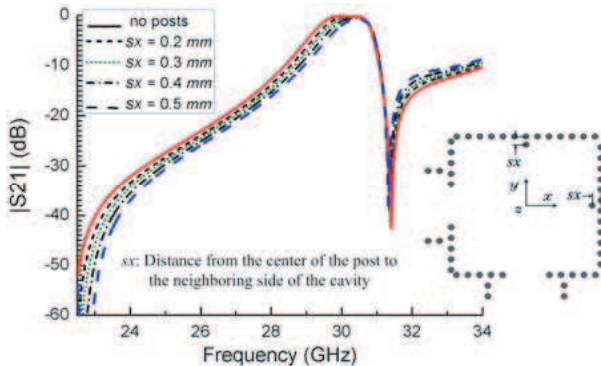 no posts
sx = 0.2 mm
sx = 0.3 mm
sx = 0.4 mm
sx = 0.5 mm
|S21| (dB)
0
-10
-20
-30
-40
-50
-60
24 26 28 30 32 34
Frequency (GHz)
sx: Distance from the center of the post to
the neighboring side of the cavity
sx
y
sx
z
x